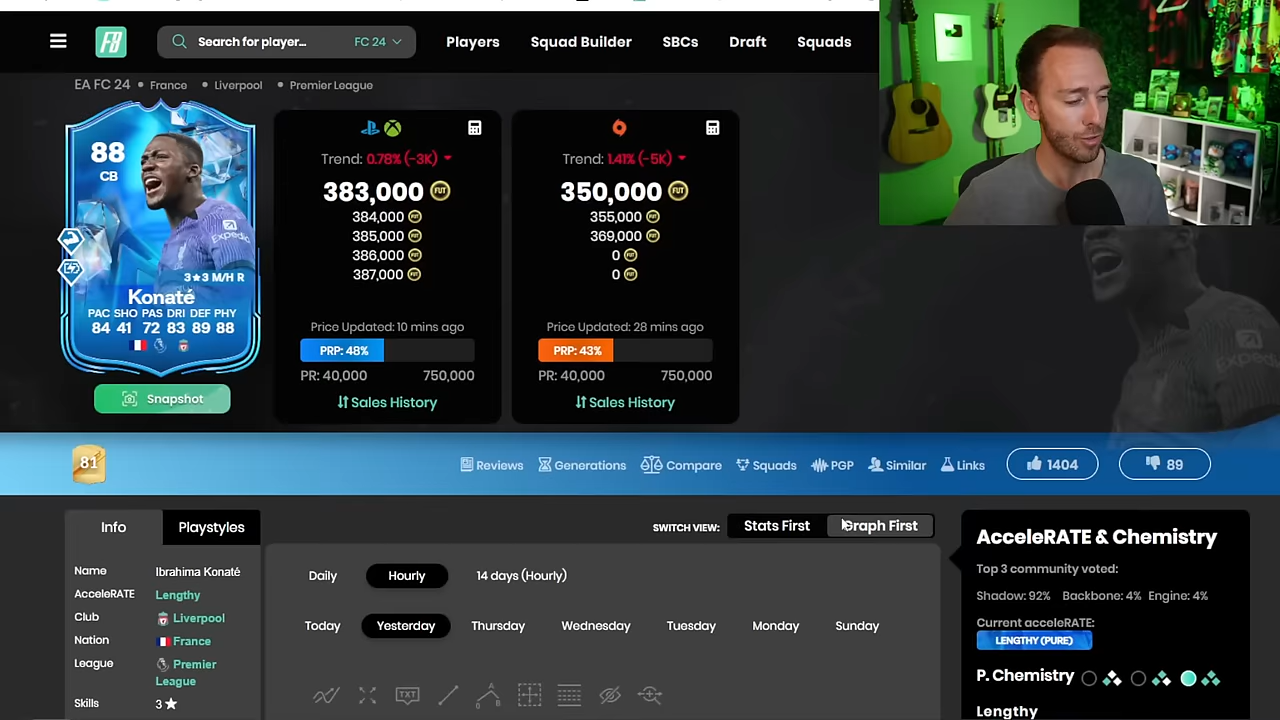 Search for player...
FC 24
Players
Squad Builder
SBCs
Draft
Squads
EA FC 24 • France • Liverpool • Premier League
88
CB
3★3 M/H R
Konaté
PAC SHO PAS DRI DEF PHY
84 41 72 83 89 88
Snapshot
Trend: 0.78% (-3K)
383,000
384,000
385,000
386,000
387,000
Price Updated: 10 mins ago
PRP: 48%
PR: 40,000 750,000
Sales History
Trend: 1.41% (-5K)
350,000
355,000
369,000
0
0
Price Updated: 28 mins ago
PRP: 43%
PR: 40,000 750,000
Sales History
81
Reviews
Generations
Compare
Squads
PGP
Similar
Links
1404
89
Info
Playstyles
Name Ibrahima Konaté
AcceleRATE Lengthy
Club Liverpool
Nation France
League Premier
League
Skills 3★
SWITCH VIEW: Stats First Graph First
Daily Hourly 14 days (Hourly)
Today Yesterday Thursday Wednesday Tuesday Monday Sunday
TXT
AcceleRATE & Chemistry
Top 3 community voted:
Shadow: 92% Backbone: 4% Engine: 4%
Current acceleRATE:
LENGTHY (PURE)
P. Chemistry
Lengthy